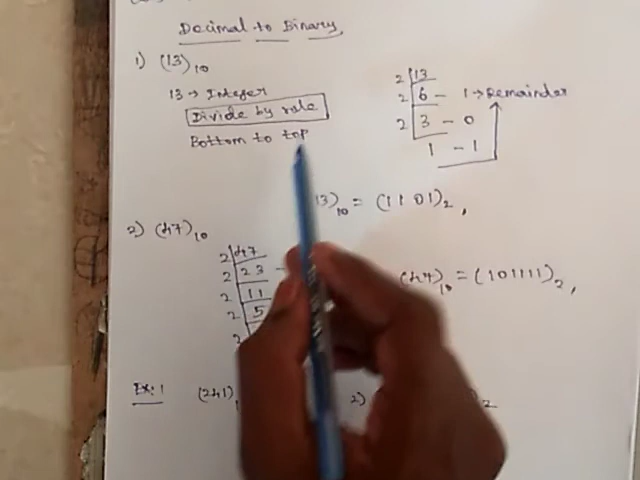 Decimal to Binary
1) (13)10
13 → Integer
Divide by rule
Bottom to top
2 13
2 6 - 1 → Remainder
2 3 - 0
1 - 1
13)10 = (1101)2,
2) (47)10
2 47
2 23 -
2 11
2 5
2
(47)10 = (101111)2,
Ex: 1 (241) 2) 2